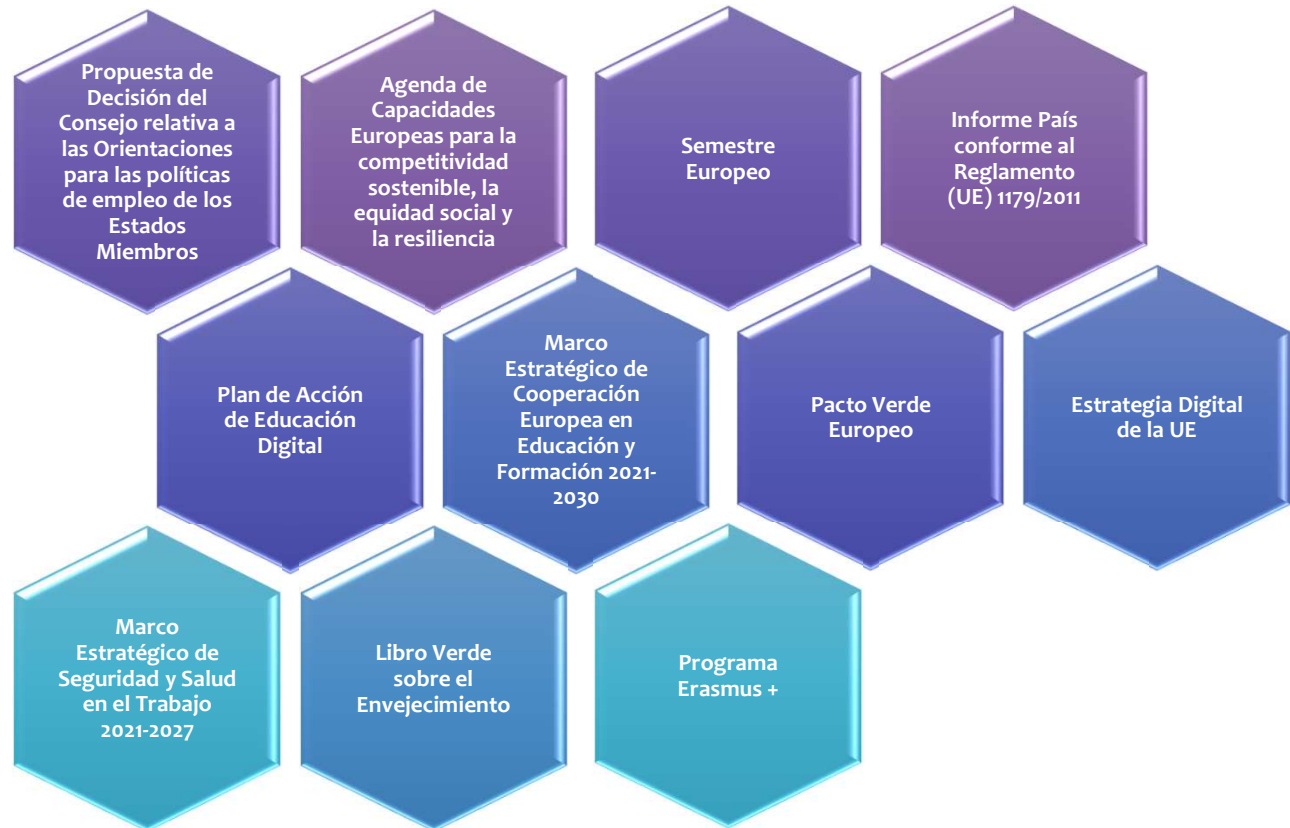 Propuesta de
Decisión del
Consejo relativa a
las Orientaciones
para las políticas
de empleo de los
Estados
Miembros
Agenda de
Capacidades
Europeas para la
competitividad
sostenible, la
equidad social y
la resiliencia
Semestre
Europeo
Informe País
conforme al
Reglamento
(UE) 1179/2011
Plan de Acción
de Educación
Digital
Marco
Estratégico de
Cooperación
Europea en
Educación y
Formación 2021-
2030
Pacto Verde
Europeo
Estrategia Digital
de la UE
Marco
Estratégico de
Seguridad y Salud
en el Trabajo
2021-2027
Libro Verde
sobre el
Envejecimiento
Programa
Erasmus +